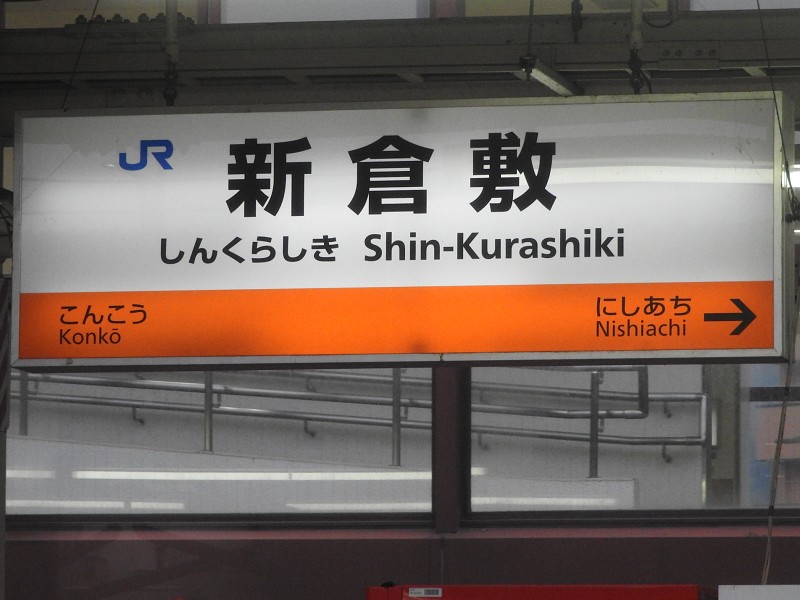 JR 新倉敷
しんくらしき Shin-Kurashiki
こんこう
Konkō
にしあち →
Nishiachi